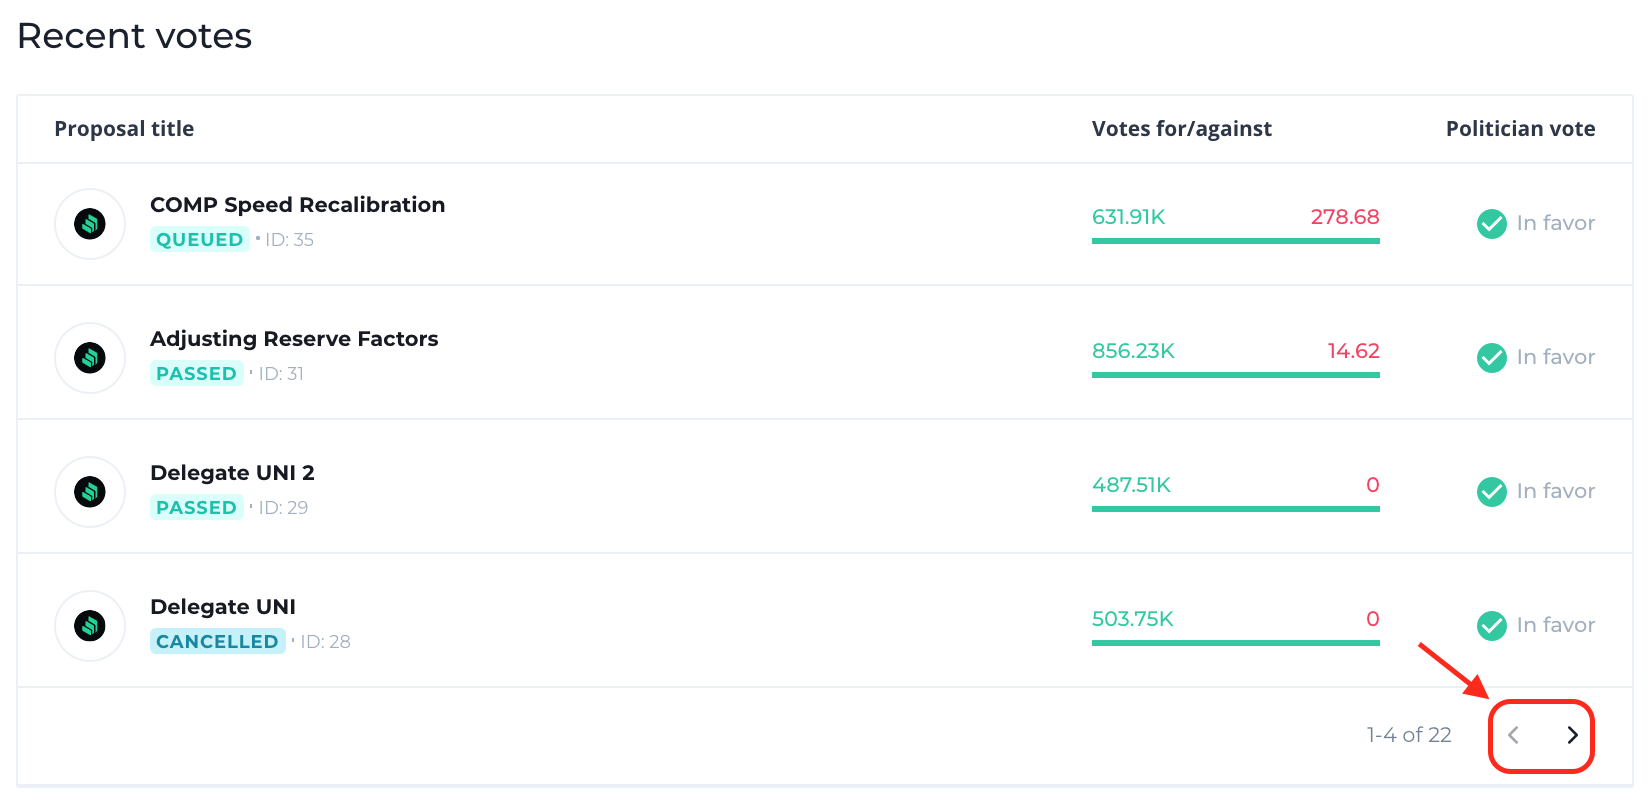 Recent votes
Proposal title Votes for/against Politician vote
COMP Speed Recalibration
QUEUED • ID: 35
631.91K 278.68
In favor
Adjusting Reserve Factors
PASSED • ID: 31
856.23K 14.62
In favor
Delegate UNI 2
PASSED • ID: 29
487.51K 0
In favor
Delegate UNI
CANCELLED • ID: 28
503.75K 0
In favor
1-4 of 22